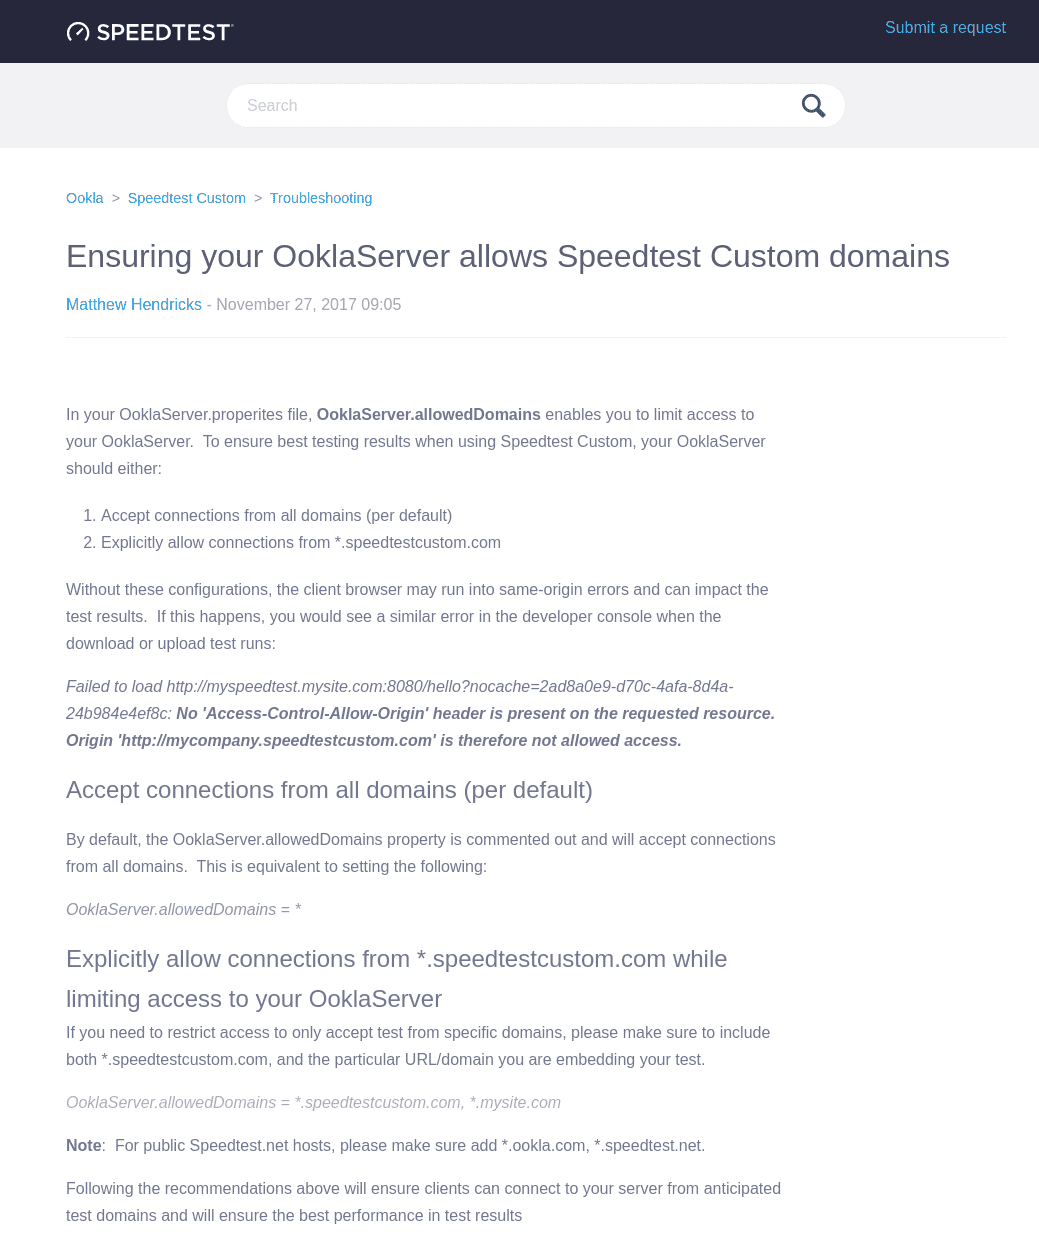 SPEEDTEST
Submit a request
Search
Ookla > Speedtest Custom > Troubleshooting
Ensuring your OoklaServer allows Speedtest Custom domains
Matthew Hendricks - November 27, 2017 09:05
In your OoklaServer.properites file, OoklaServer.allowedDomains enables you to limit access to
your OoklaServer.  To ensure best testing results when using Speedtest Custom, your OoklaServer
should either:
1. Accept connections from all domains (per default)
2. Explicitly allow connections from *.speedtestcustom.com
Without these configurations, the client browser may run into same-origin errors and can impact the
test results.  If this happens, you would see a similar error in the developer console when the
download or upload test runs:
Failed to load http://myspeedtest.mysite.com:8080/hello?nocache=2ad8a0e9-d70c-4afa-8d4a-
24b984e4ef8c: No 'Access-Control-Allow-Origin' header is present on the requested resource.
Origin 'http://mycompany.speedtestcustom.com' is therefore not allowed access.
Accept connections from all domains (per default)
By default, the OoklaServer.allowedDomains property is commented out and will accept connections
from all domains.  This is equivalent to setting the following:
OoklaServer.allowedDomains = *
Explicitly allow connections from *.speedtestcustom.com while
limiting access to your OoklaServer
If you need to restrict access to only accept test from specific domains, please make sure to include
both *.speedtestcustom.com, and the particular URL/domain you are embedding your test.
OoklaServer.allowedDomains = *.speedtestcustom.com, *.mysite.com
Note:  For public Speedtest.net hosts, please make sure add *.ookla.com, *.speedtest.net.
Following the recommendations above will ensure clients can connect to your server from anticipated
test domains and will ensure the best performance in test results